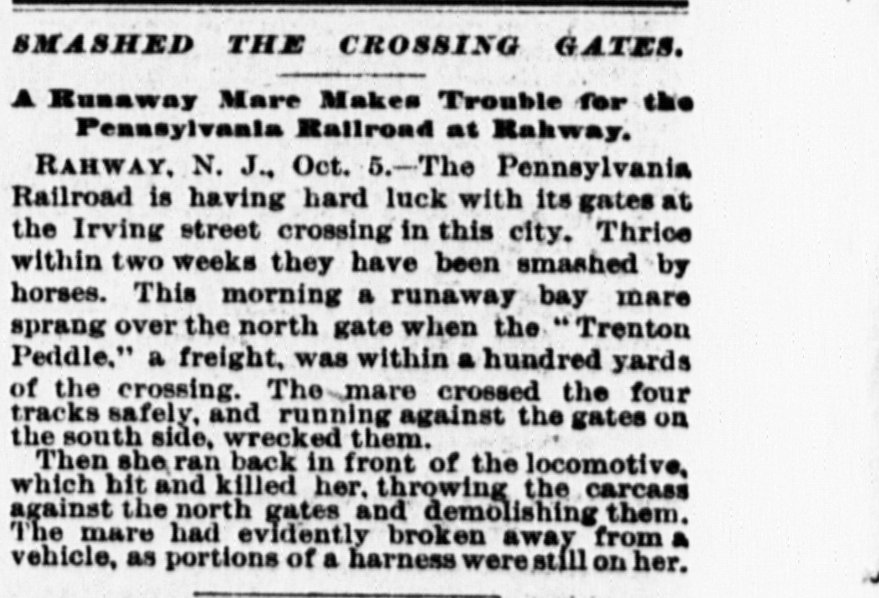 SMASHED THE CROSSING GATES.
A Runaway Mare Makes Trouble for the
Pennsylvania Railroad at Rahway.
RAHWAY, N. J., Oct. 5.—The Pennsylvania
Railroad is having hard luck with its gates at
the Irving street crossing in this city. Thrice
within two weeks they have been smashed by
horses. This morning a runaway bay mare
sprang over the north gate when the "Trenton
Peddle," a freight, was within a hundred yards
of the crossing. The mare crossed the four
tracks safely, and running against the gates on
the south side, wrecked them.
Then she ran back in front of the locomotive,
which hit and killed her, throwing the carcass
against the north gates and demolishing them.
The mare had evidently broken away from a
vehicle, as portions of a harness were still on her.